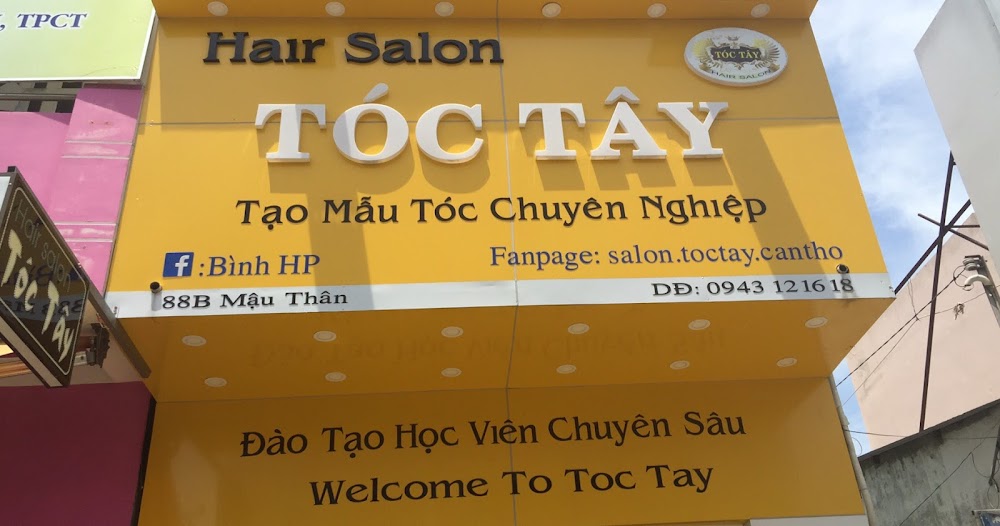 , TPCT
Hair Salon
TÓC TÂY
HAIR SALON
TÓC TÂY
Tạo Mẫu Tóc Chuyên Nghiệp
f :Bình HP
Fanpage: salon.toctay.cantho
88B Mậu Thân
DĐ: 0943 121618
Hair salon
Tóc Tây
Đào Tạo Học Viên Chuyên Sâu
Welcome To Toc Tay